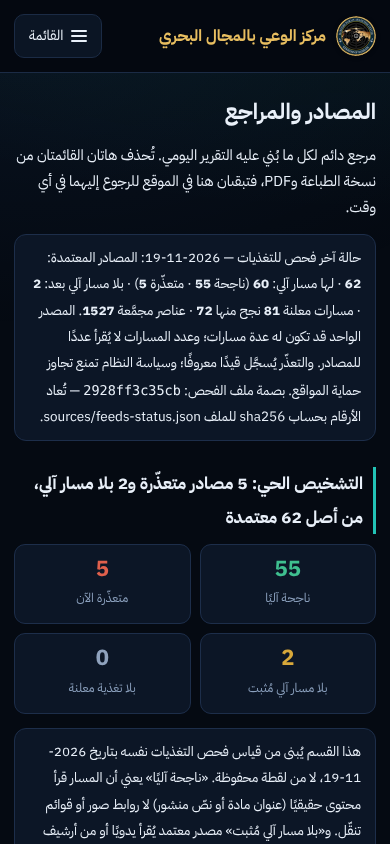 مركز الوعي بالمجال البحري
القائمة
المصادر والمراجع
مرجع دائم لكل ما بُني عليه التقرير اليومي. تُحذف هاتان القائمتان من
نسخة الطباعة وPDF، فتبقيان هنا في الموقع للرجوع إليهما في أي
وقت.
حالة آخر فحص للتغذيات — 2026-11-19: المصادر المعتمدة:
62 · لها مسار آلي: 60 (ناجحة 55 · متعذّرة 5) · بلا مسار آلي بعد: 2
· مسارات معلنة 81 نجح منها 72 · عناصر مجمَّعة 1527. المصدر
الواحد قد تكون له عدة مسارات؛ وعدد المسارات لا يُقرأ عددًا
للمصادر. والتعذّر يُسجَّل قيدًا معروفًا؛ وسياسة النظام تمنع تجاوز
حماية المواقع. بصمة ملف الفحص: 2928ff3c35cb — تُعاد
الأرقام بحساب sha256 للملف sources/feeds-status.json.
التشخيص الحي: 5 مصادر متعذّرة و2 بلا مسار آلي،
من أصل 62 معتمدة
55
ناجحة آليًا
5
متعذّرة الآن
2
بلا مسار آلي مُثبت
0
بلا تغذية معلنة
هذا القسم يُبنى من قياس فحص التغذيات نفسه بتاريخ 2026-
11-19، لا من لقطة محفوظة. «ناجحة آليًا» يعني أن المسار قرأ
محتوى حقيقيًا (عنوان مادة أو نصّ منشور) لا روابط صور أو قوائم
تنقّل. و«بلا مسار آلي مُثبت» مصدر معتمد يُقرأ يدويًا أو من أرشيف